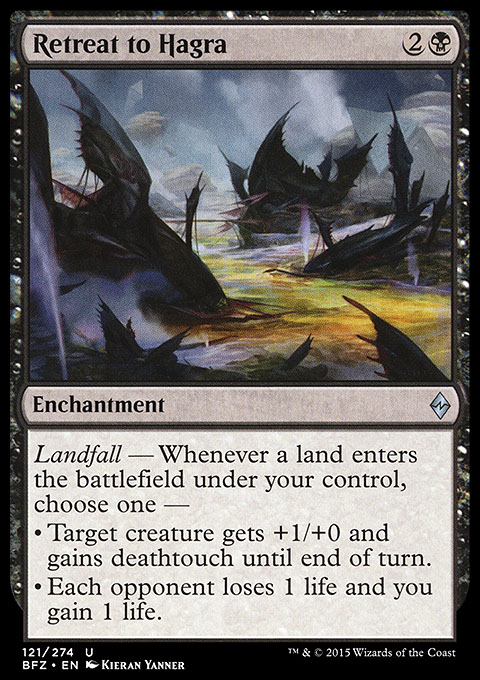 Retreat to Hagra 2
Enchantment
Landfall — Whenever a land enters
the battlefield under your control,
choose one —
• Target creature gets +1/+0 and
gains deathtouch until end of turn.
• Each opponent loses 1 life and you
gain 1 life.
121/274 U
BFZ • EN Kieran Yanner
™ & © 2015 Wizards of the Coast